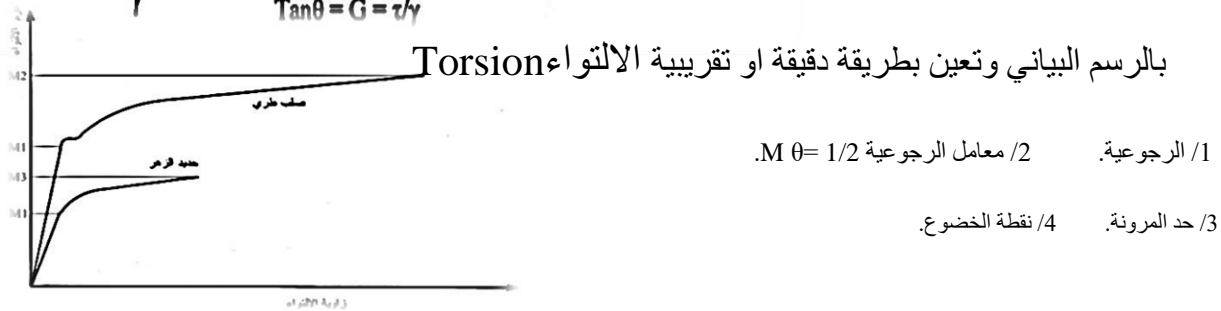 Tanθ = G = τ/γ
بالرسم البياني وتعين بطريقة دقيقة او تقريبية الالتواءTorsion
1/ الرجوعية. 2/ معامل الرجوعية M θ= 1/2.
3/ حد المرونة. 4/ نقطة الخضوع.
M2
صلب طري
M1
حديد الزهر
M3
M1
زاوية الالتواء